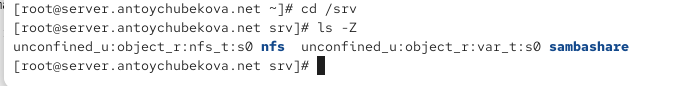 [root@server.antoychubekova.net ~]# cd /srv
[root@server.antoychubekova.net srv]# ls -Z
unconfined_u:object_r:nfs_t:s0 nfs  unconfined_u:object_r:var_t:s0 sambashare
[root@server.antoychubekova.net srv]#